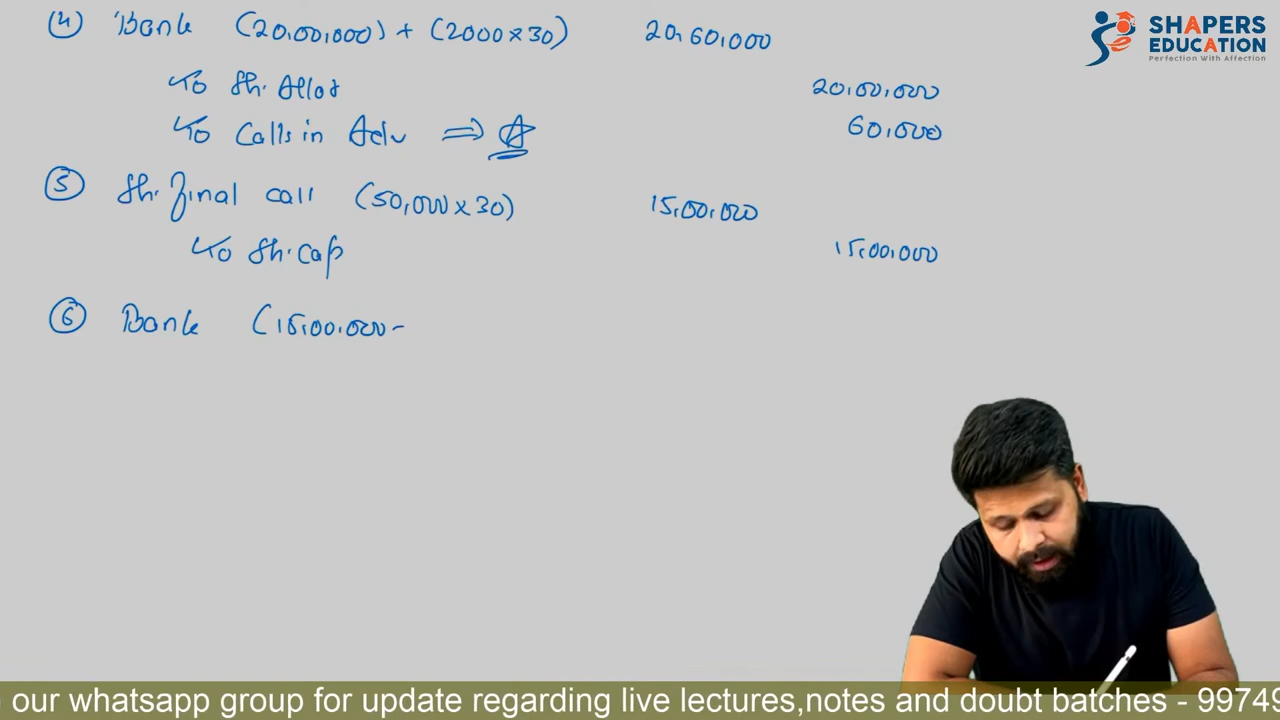 SHAPERS
EDUCATION
Perfection With Affection
(4) Bank (20,00,000) + (2000 x 30) 20,60,000
To Sh. Allot 20,00,000
To Calls in Adv ⇒ ☆ 60,000
(5) Sh. Final call (50,000 x 30) 15,00,000
To Sh. Cap 15,00,000
(6) Bank (15,00,000 -
our whatsapp group for update regarding live lectures,notes and doubt batches - 99749